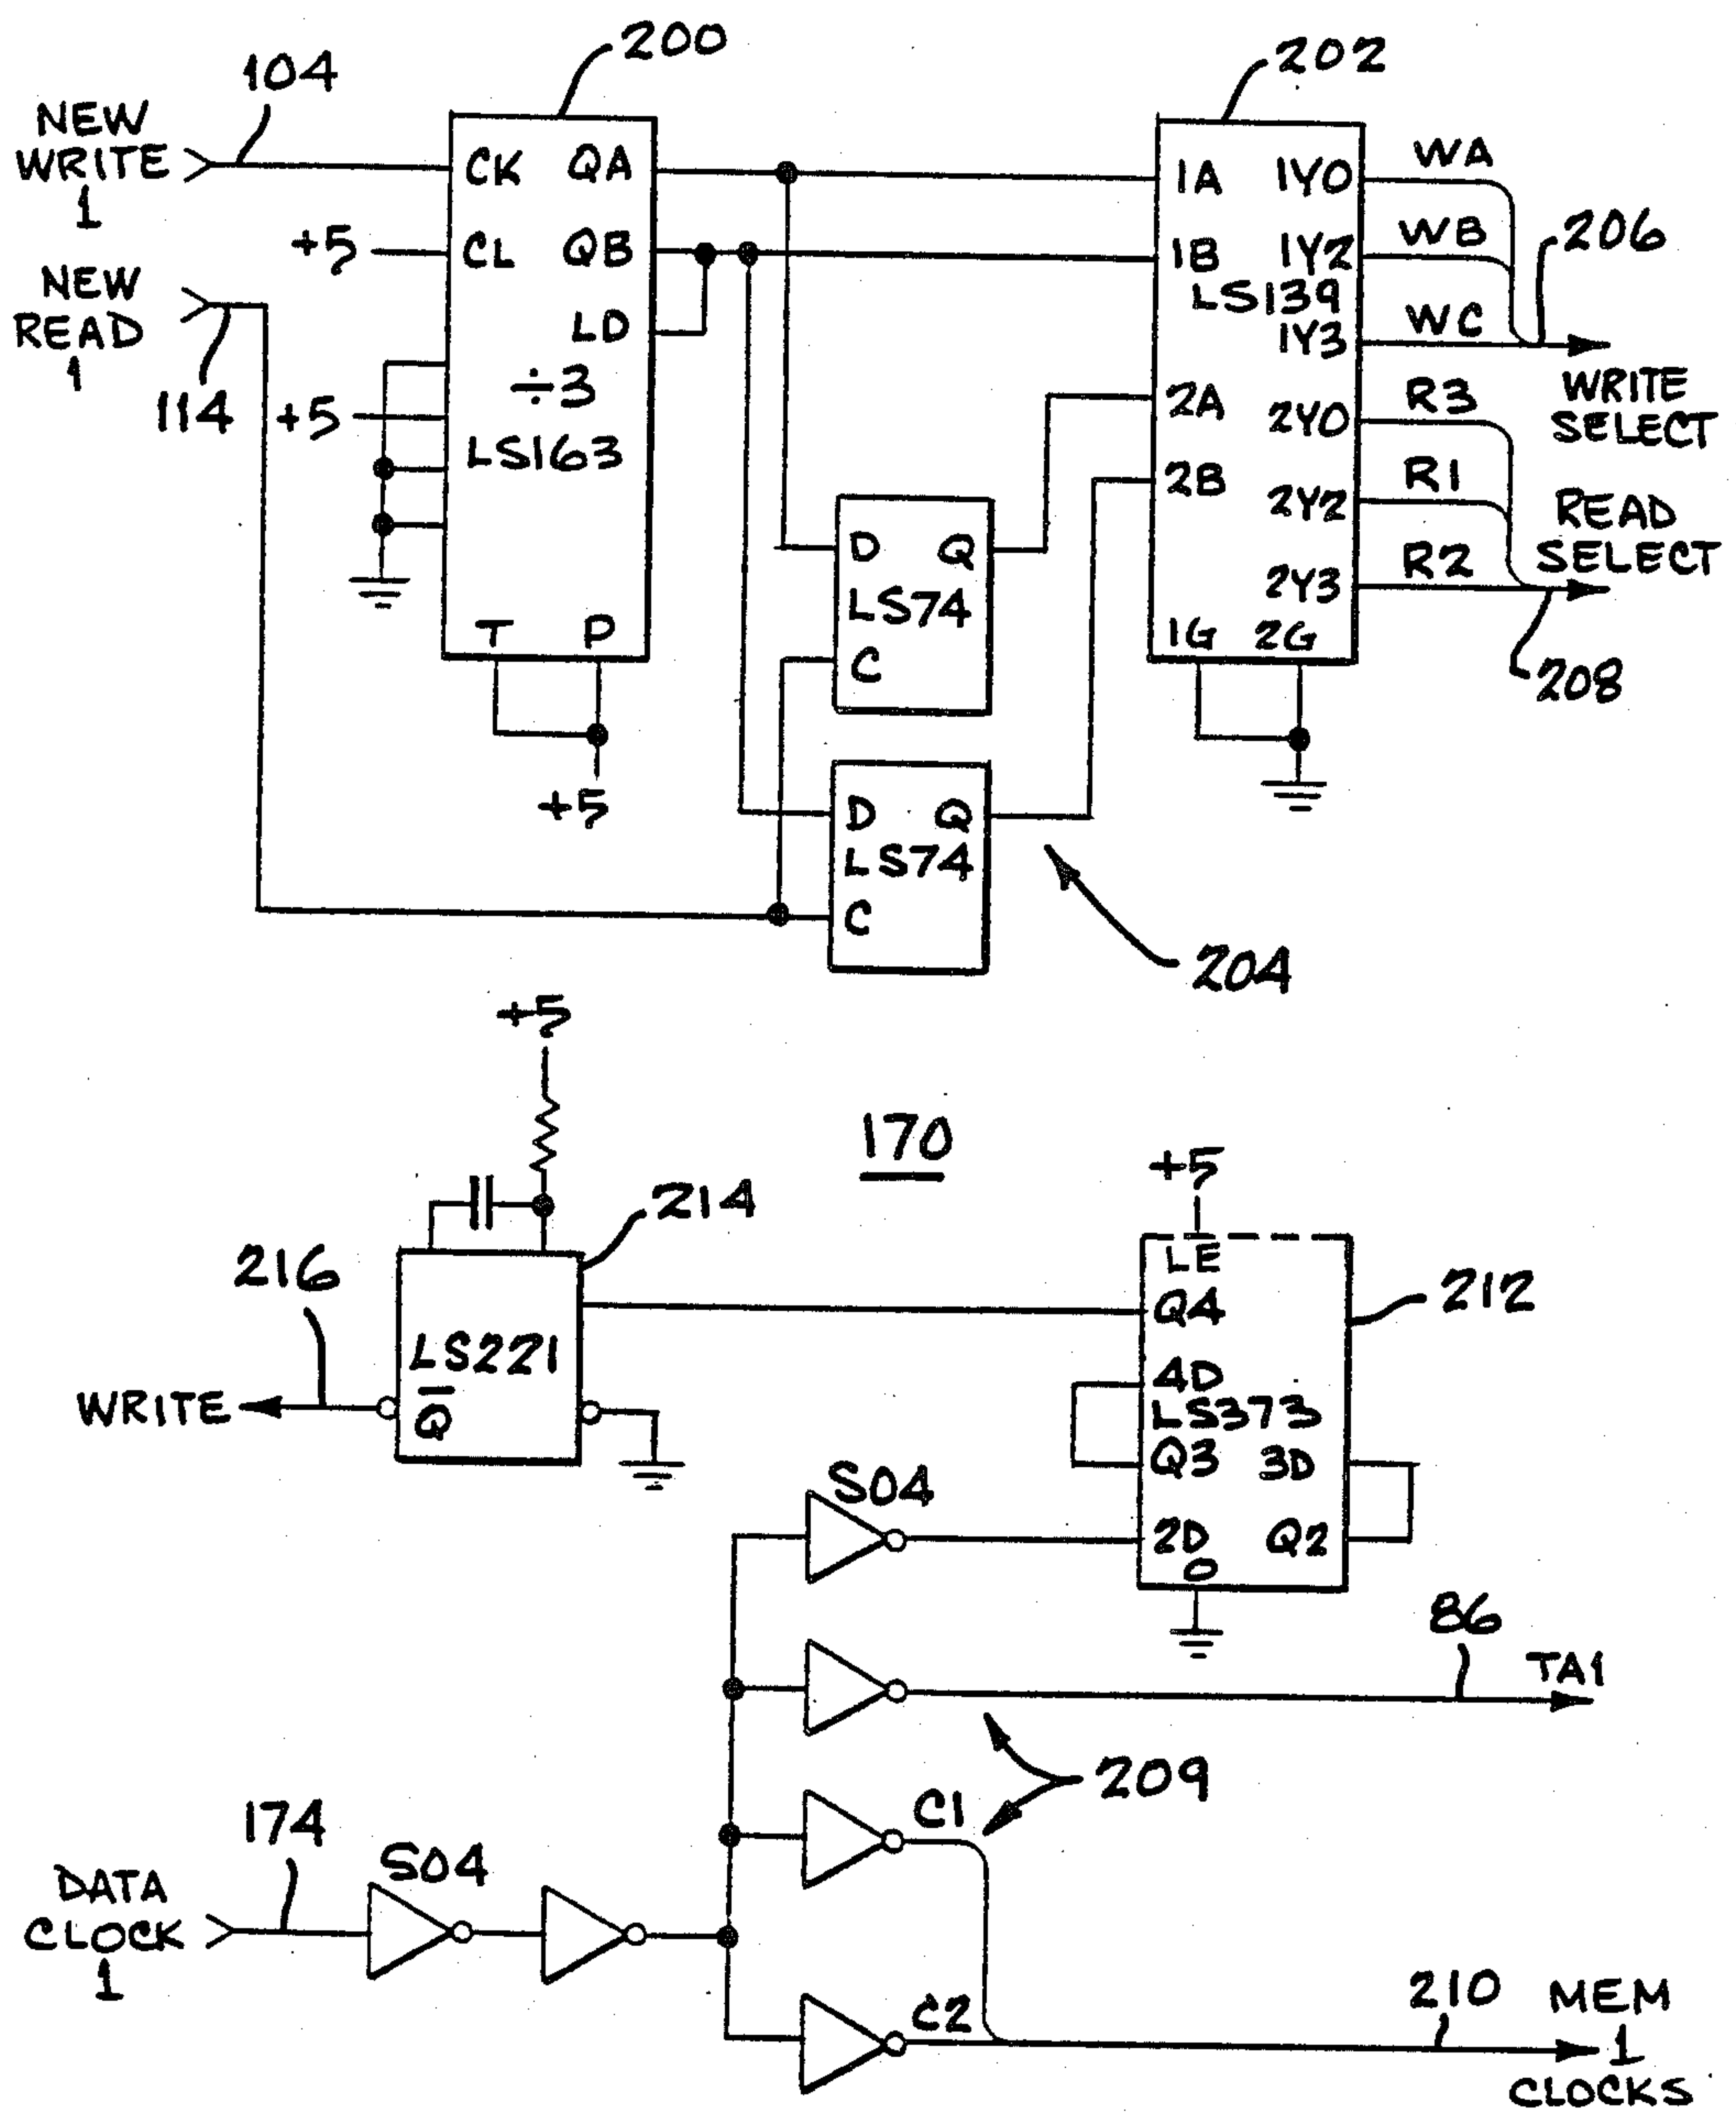 200
202
104
NEW
WRITE
1
CK QA
1A 1Y0
WA
+5
CL QB
1B 1Y2
WB
206
LS139
NEW
READ
1
LD
1Y3
WC
WRITE
SELECT
114
÷3
+5
LS163
2A 2Y0
R3
2B 2Y2
R1
READ
SELECT
D Q
LS74
C
2Y3
R2
T P
1G 2G
208
+5
D Q
LS74
C
204
+5
170
+5
214
LE
216
Q4
212
LS221
4D
LS373
WRITE
Q̅
Q3 3D
S04
2D Q2
O
86
TA1
209
C1
174
S04
DATA
CLOCK
1
C2
210
MEM
1
CLOCKS